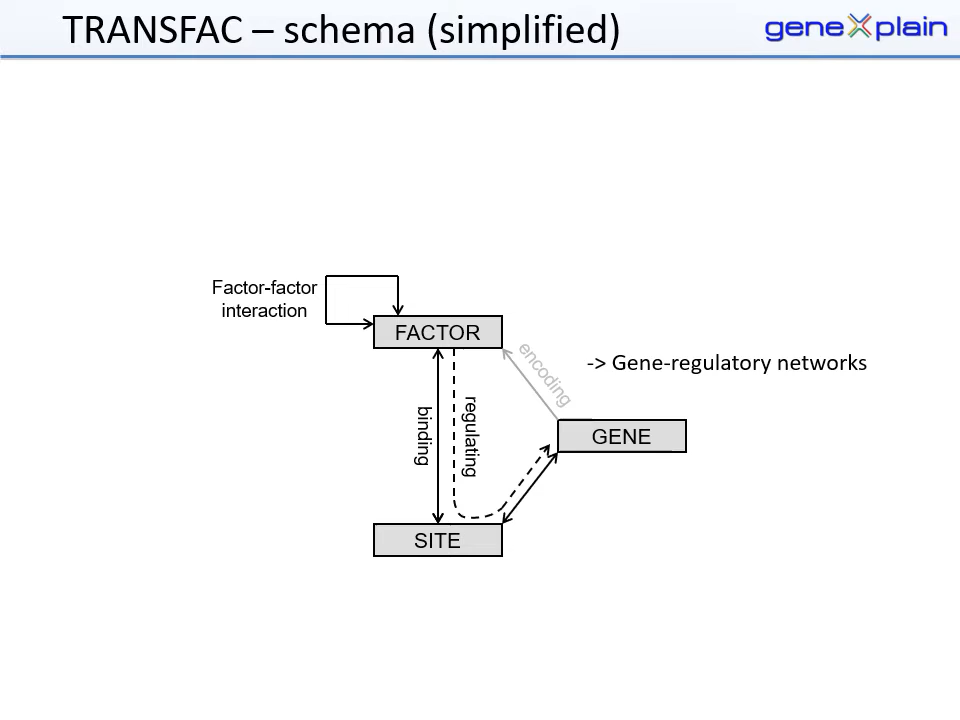 TRANSFAC – schema (simplified)
geneXplain
Factor-factor
interaction
FACTOR
encoding
-> Gene-regulatory networks
binding
regulating
GENE
SITE